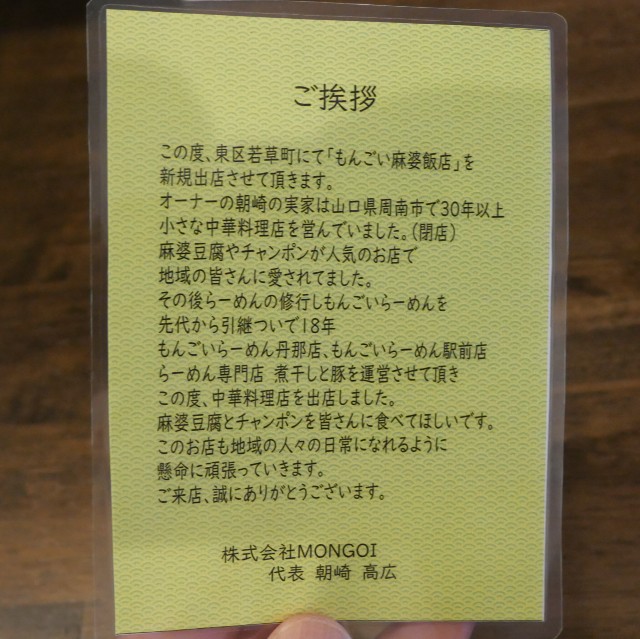 ご挨拶
この度、東区若草町にて「もんごい麻婆飯店」を
新規出店させて頂きます。
オーナーの朝崎の実家は山口県周南市で30年以上
小さな中華料理店を営んでいました。(閉店)
麻婆豆腐やチャンポンが人気のお店で
地域の皆さんに愛されてました。
その後らーめんの修行しもんごいらーめんを
先代から引継ついで18年
もんごいらーめん丹那店、もんごいらーめん駅前店
らーめん専門店 煮干しと豚を運営させて頂き
この度、中華料理店を出店しました。
麻婆豆腐とチャンポンを皆さんに食べてほしいです。
このお店も地域の人々の日常になれるように
懸命に頑張っていきます。
ご来店、誠にありがとうございます。
株式会社MONGOI
代表 朝崎 高広